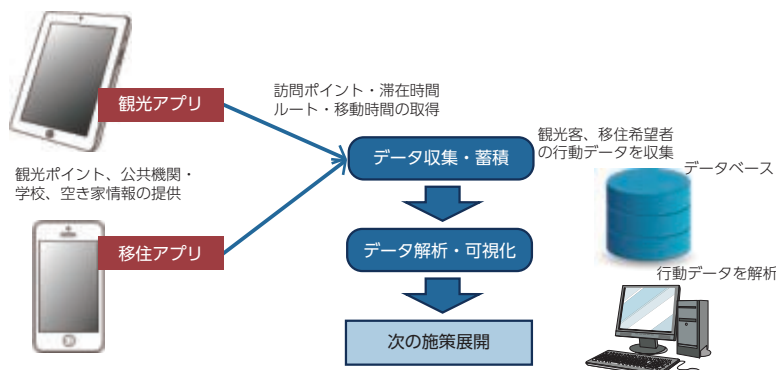 観光アプリ
訪問ポイント・滞在時間
ルート・移動時間の取得
データ収集・蓄積
観光客、移住希望者
の行動データを収集
データベース
観光ポイント、公共機関・
学校、空き家情報の提供
移住アプリ
データ解析・可視化
行動データを解析
次の施策展開